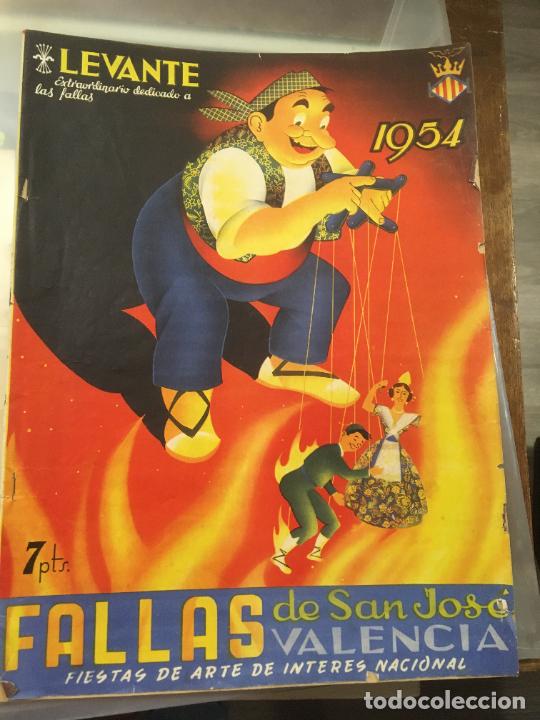 LEVANTE
Extraordinario dedicado a
las fallas
1954
7 pts.
FALLAS
de San José
VALENCIA
FIESTAS DE ARTE DE INTERES NACIONAL
todocoleccion.net